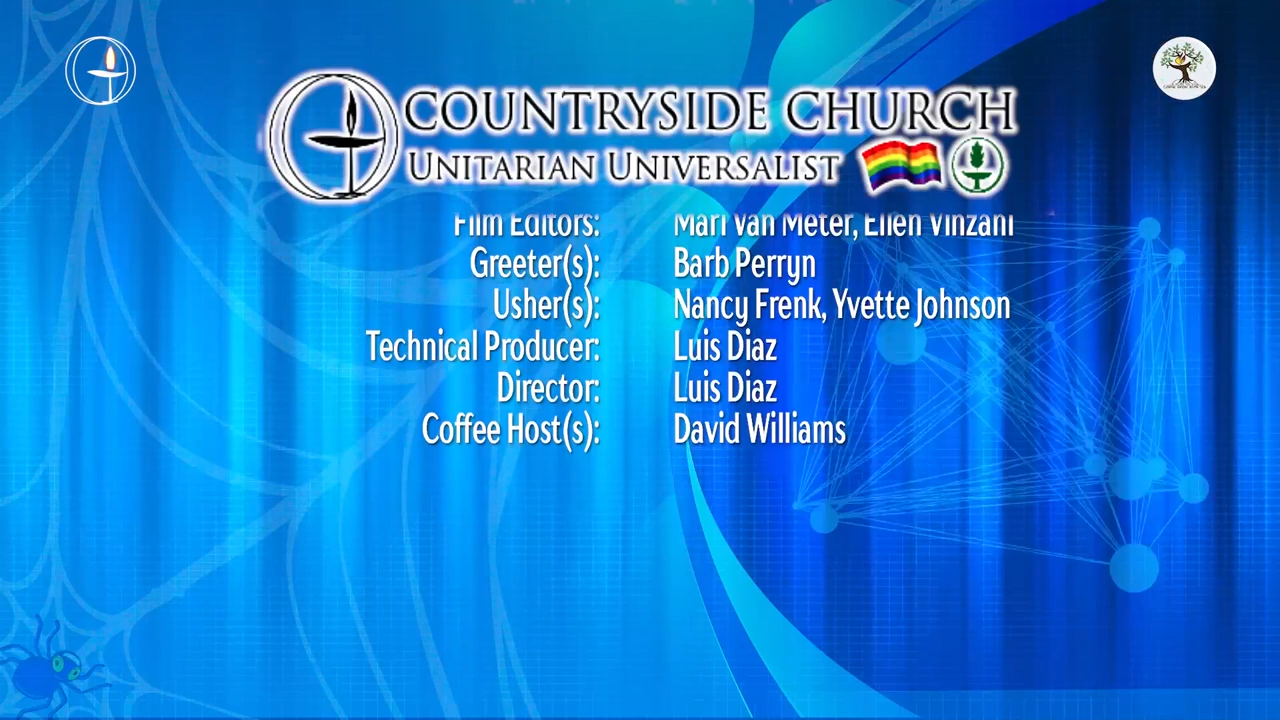 COUNTRYSIDE CHURCH
UNITARIAN UNIVERSALIST
Film Editors: Mari Van Meter, Ellen Vinzani
Greeter(s): Barb Perryn
Usher(s): Nancy Frenk, Yvette Johnson
Technical Producer: Luis Diaz
Director: Luis Diaz
Coffee Host(s): David Williams